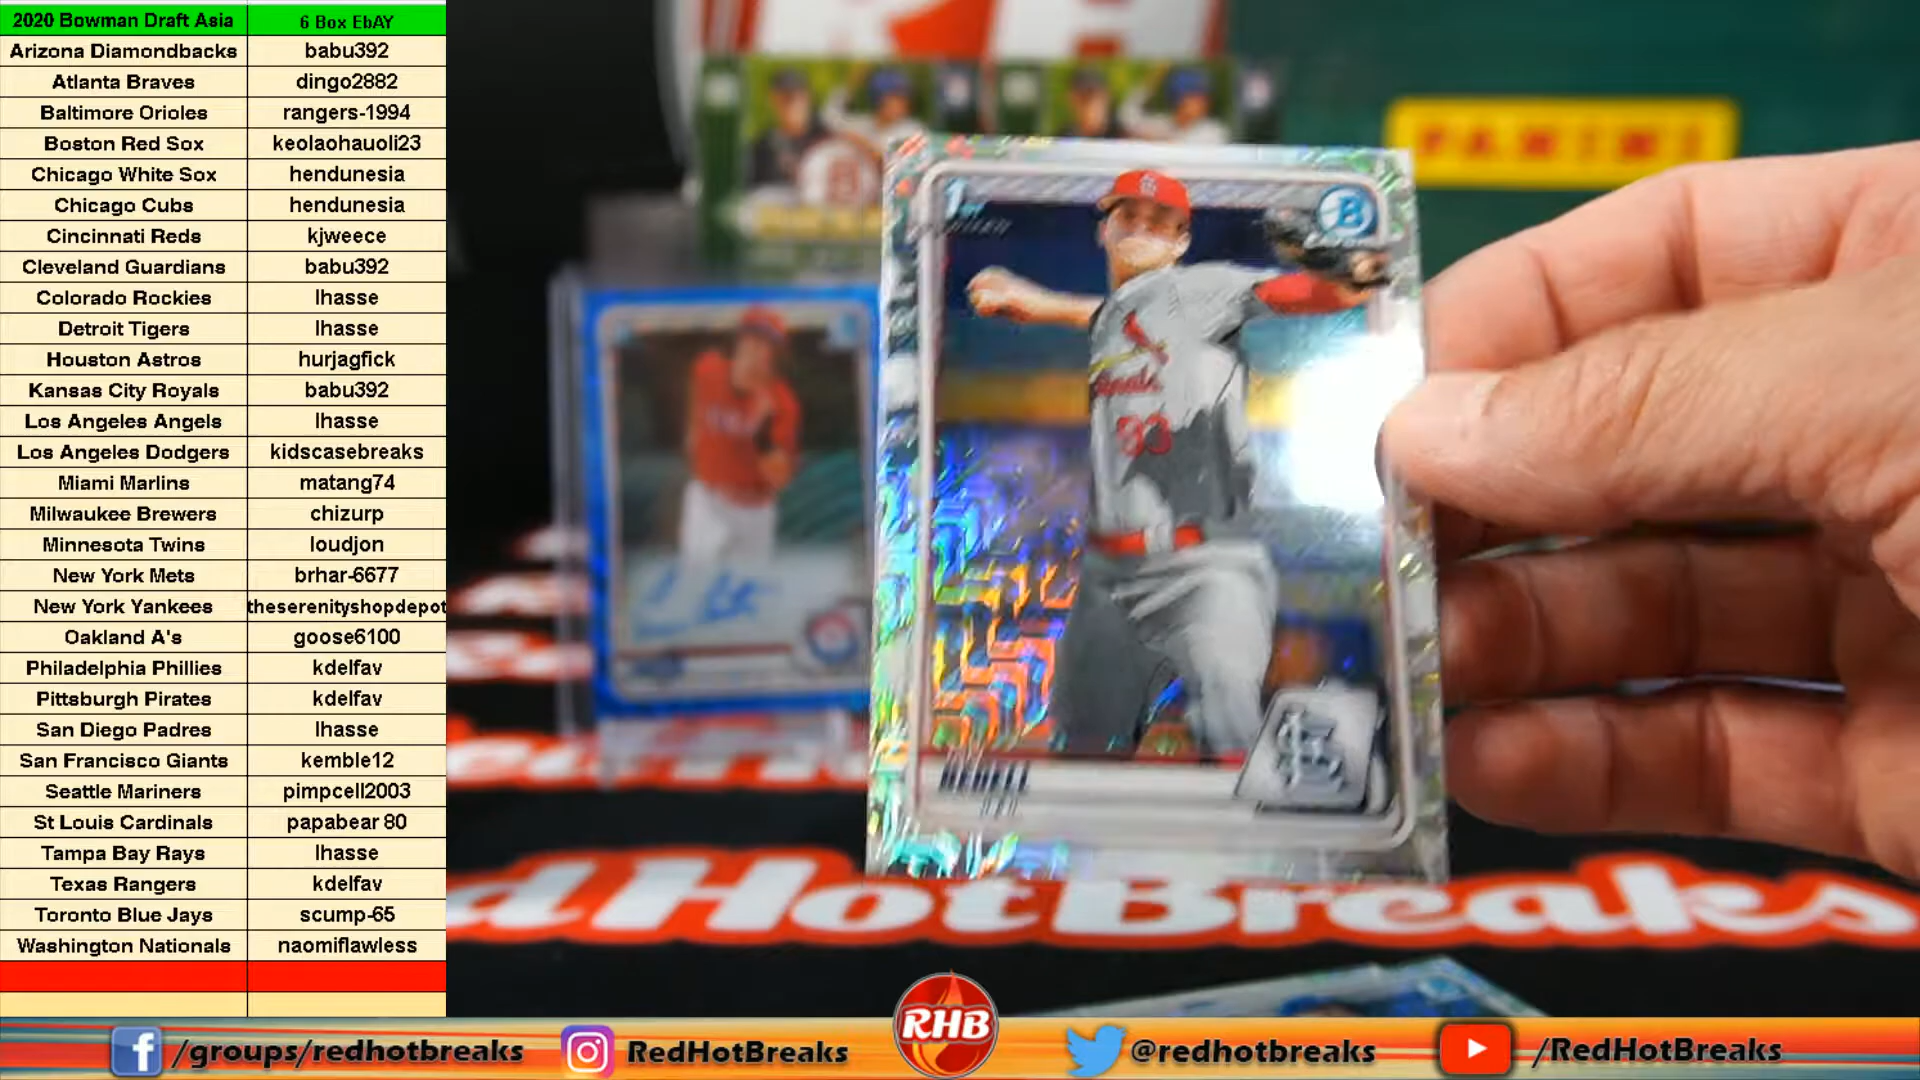 2020 Bowman Draft Asia 6 Box EbAY
Arizona Diamondbacks babu392
Atlanta Braves dingo2882
Baltimore Orioles rangers-1994
Boston Red Sox keolaohauoli23
Chicago White Sox hendunesia
Chicago Cubs hendunesia
Cincinnati Reds kjweece
Cleveland Guardians babu392
Colorado Rockies lhasse
Detroit Tigers lhasse
Houston Astros hurjagfick
Kansas City Royals babu392
Los Angeles Angels lhasse
Los Angeles Dodgers kidscasebreaks
Miami Marlins matang74
Milwaukee Brewers chizurp
Minnesota Twins loudjon
New York Mets brhar-6677
New York Yankees theserenityshopdepot
Oakland A's goose6100
Philadelphia Phillies kdelfav
Pittsburgh Pirates kdelfav
San Diego Padres lhasse
San Francisco Giants kemble12
Seattle Mariners pimpcell2003
St Louis Cardinals papabear 80
Tampa Bay Rays lhasse
Texas Rangers kdelfav
Toronto Blue Jays scump-65
Washington Nationals naomiflawless
PANINI
1st
B
93
STL
dHotBreaks
/groups/redhotbreaks
RedHotBreaks
RHB
@redhotbreaks
/RedHotBreaks